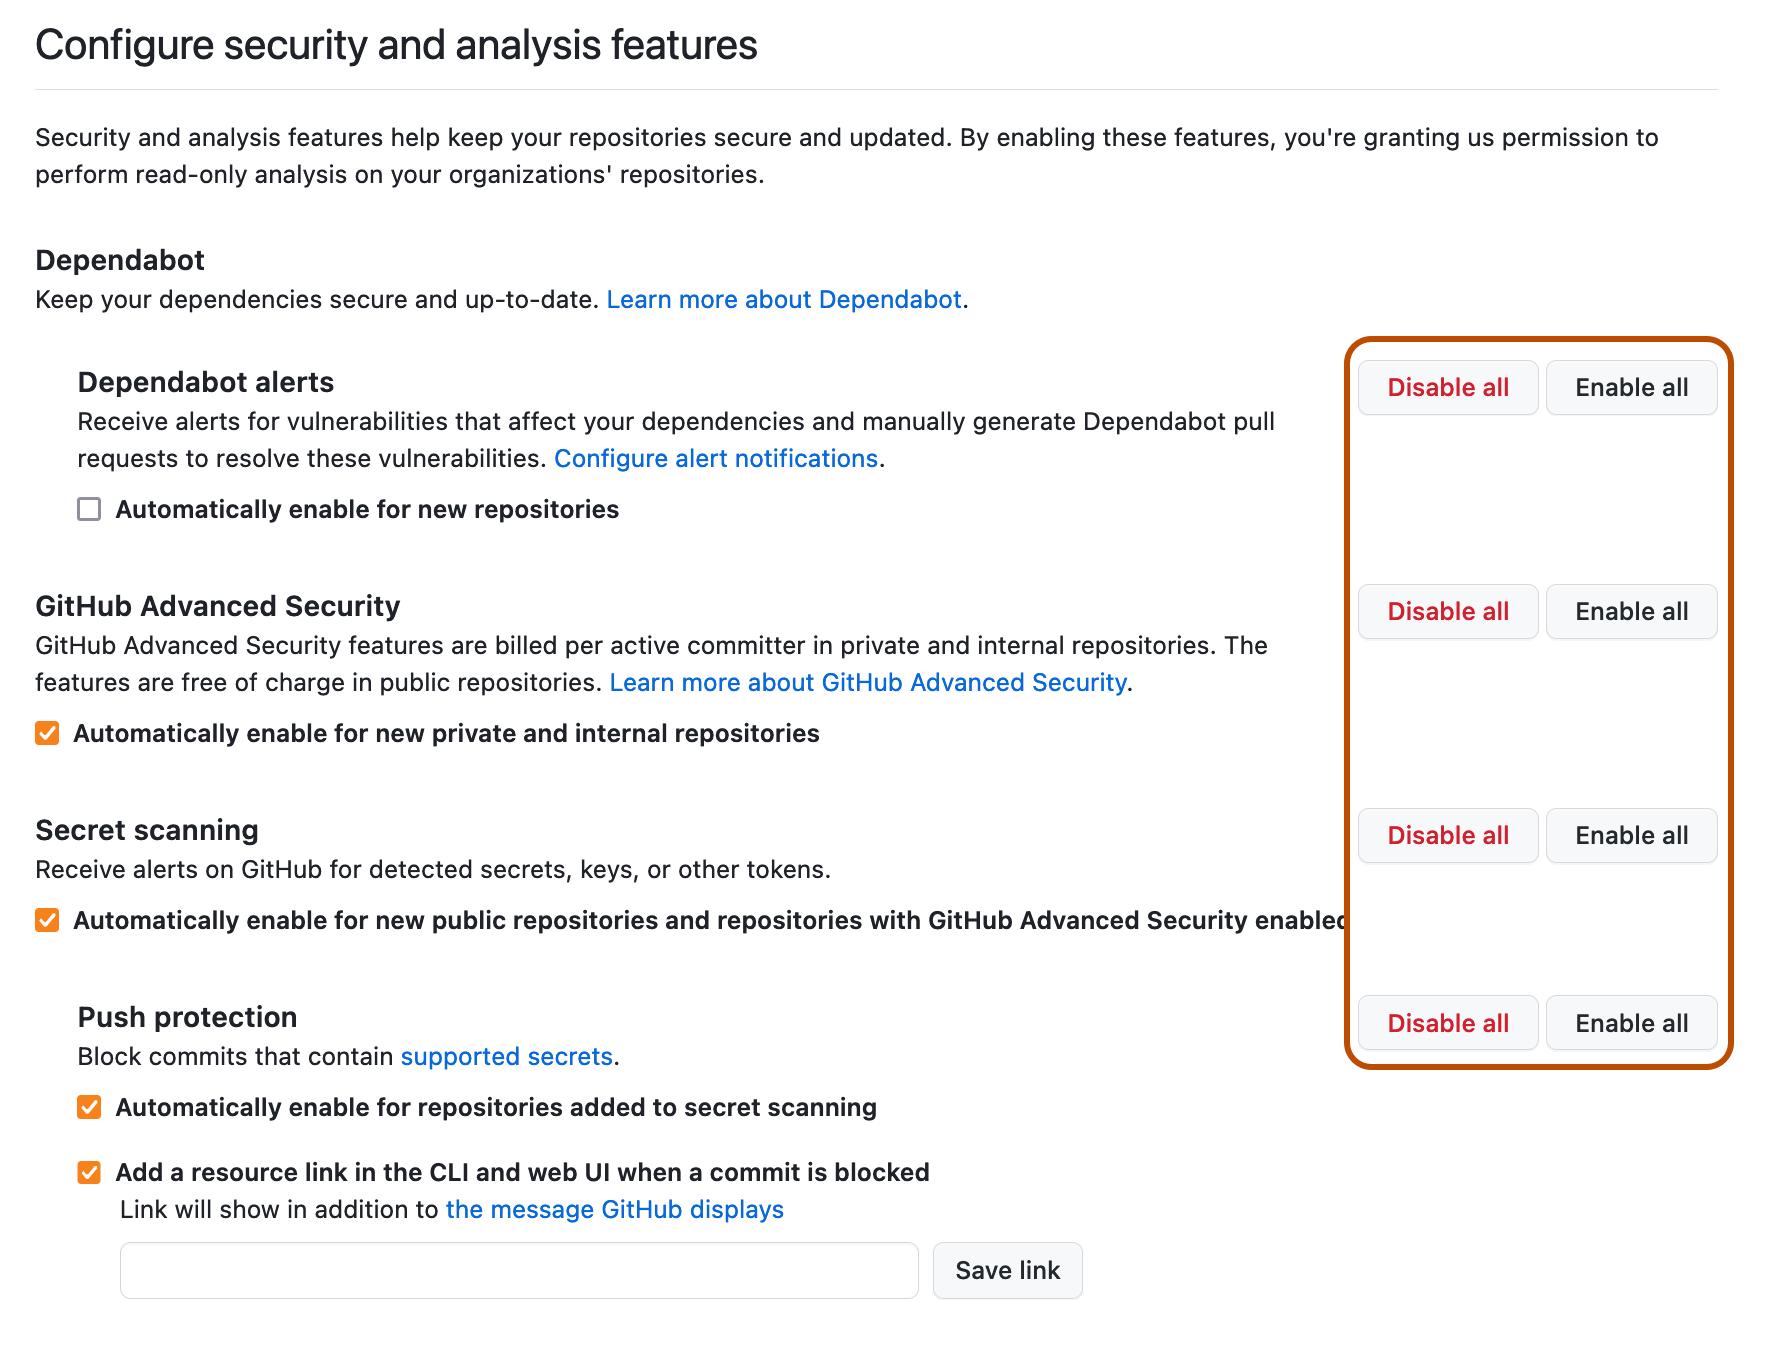 Configure security and analysis features
Security and analysis features help keep your repositories secure and updated. By enabling these features, you're granting us permission to
perform read-only analysis on your organizations' repositories.
Dependabot
Keep your dependencies secure and up-to-date. Learn more about Dependabot.
Dependabot alerts
Disable all
Enable all
Receive alerts for vulnerabilities that affect your dependencies and manually generate Dependabot pull
requests to resolve these vulnerabilities. Configure alert notifications.
Automatically enable for new repositories
GitHub Advanced Security
Disable all
Enable all
GitHub Advanced Security features are billed per active committer in private and internal repositories. The
features are free of charge in public repositories. Learn more about GitHub Advanced Security.
Automatically enable for new private and internal repositories
Secret scanning
Disable all
Enable all
Receive alerts on GitHub for detected secrets, keys, or other tokens.
Automatically enable for new public repositories and repositories with GitHub Advanced Security enabled
Push protection
Disable all
Enable all
Block commits that contain supported secrets.
Automatically enable for repositories added to secret scanning
Add a resource link in the CLI and web UI when a commit is blocked
Link will show in addition to the message GitHub displays
Save link